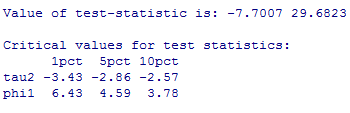 Value of test-statistic is: -7.7007 29.6823
Critical values for test statistics:
1pct 5pct 10pct
tau2 -3.43 -2.86 -2.57
phi1 6.43 4.59 3.78